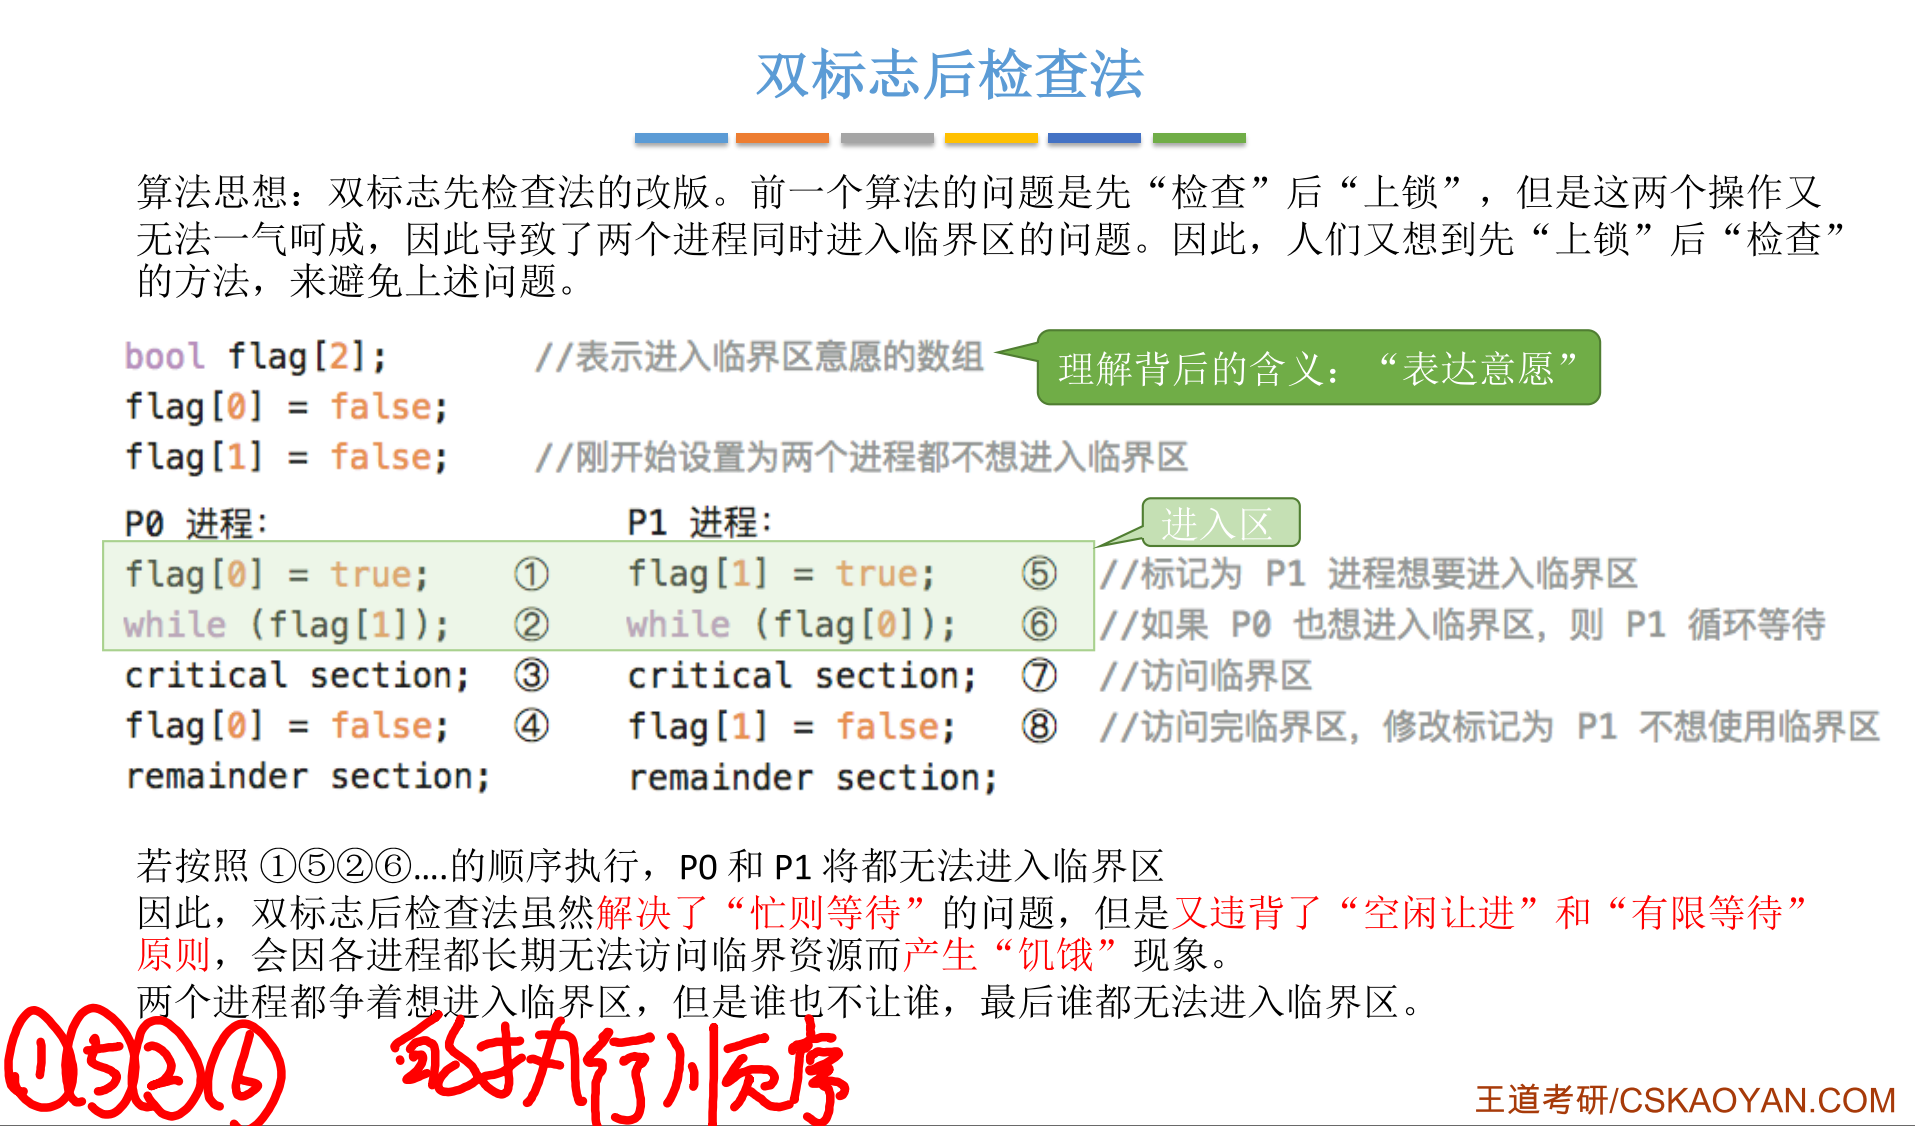 双标志后检查法
算法思想：双标志先检查法的改版。前一个算法的问题是先“检查”后“上锁”，但是这两个操作又
无法一气呵成，因此导致了两个进程同时进入临界区的问题。因此，人们又想到先“上锁”后“检查”
的方法，来避免上述问题。
bool flag[2]; //表示进入临界区意愿的数组
理解背后的含义：“表达意愿”
flag[0] = false;
flag[1] = false; //刚开始设置为两个进程都不想进入临界区
P0 进程： P1 进程：
进入区
flag[0] = true; ① flag[1] = true; ⑤ //标记为 P1 进程想要进入临界区
while (flag[1]); ② while (flag[0]); ⑥ //如果 P0 也想进入临界区，则 P1 循环等待
critical section; ③ critical section; ⑦ //访问临界区
flag[0] = false; ④ flag[1] = false; ⑧ //访问完临界区，修改标记为 P1 不想使用临界区
remainder section; remainder section;
若按照 ①⑤②⑥....的顺序执行，P0 和 P1 将都无法进入临界区
因此，双标志后检查法虽然解决了“忙则等待”的问题，但是又违背了“空闲让进”和“有限等待”
原则，会因各进程都长期无法访问临界资源而产生“饥饿”现象。
两个进程都争着想进入临界区，但是谁也不让谁，最后谁都无法进入临界区。
①⑤②⑥ 执行顺序
王道考研/CSKAOYAN.COM